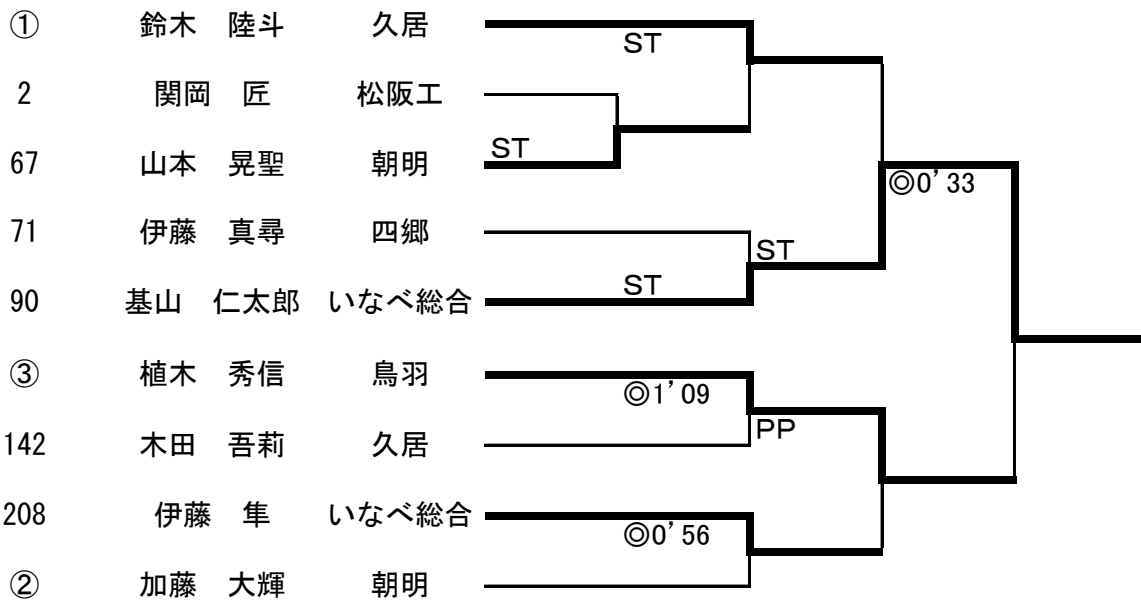 ① 鈴木 陸斗 久居
ST
2 関岡 匠 松阪工
ST
67 山本 晃聖 朝明
◎0'33
71 伊藤 真尋 四郷
ST
90 基山 仁太郎 いなべ総合
ST
③ 植木 秀信 鳥羽
◎1'09
PP
142 木田 吾莉 久居
208 伊藤 隼 いなべ総合
◎0'56
② 加藤 大輝 朝明